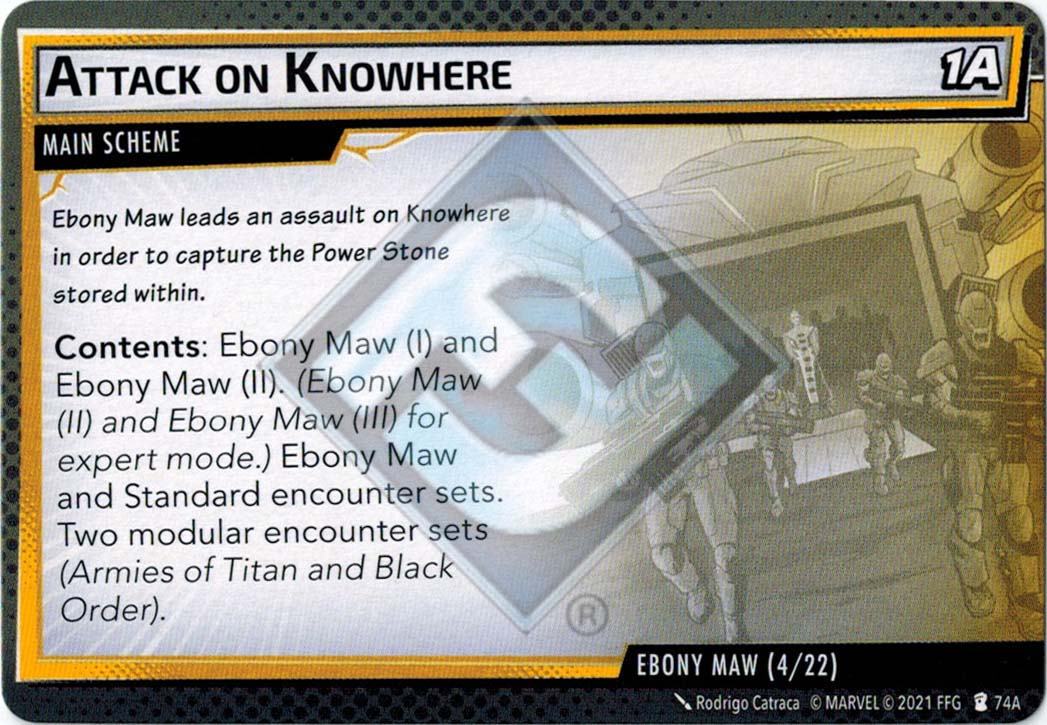 ATTACK ON KNOWHERE
1A
MAIN SCHEME
Ebony Maw leads an assault on Knowhere
in order to capture the Power Stone
stored within.
Contents: Ebony Maw (I) and
Ebony Maw (II). (Ebony Maw
(II) and Ebony Maw (III) for
expert mode.) Ebony Maw
and Standard encounter sets.
Two modular encounter sets
(Armies of Titan and Black
Order).
®
EBONY MAW (4/22)
Rodrigo Catraca © MARVEL © 2021 FFG 74A